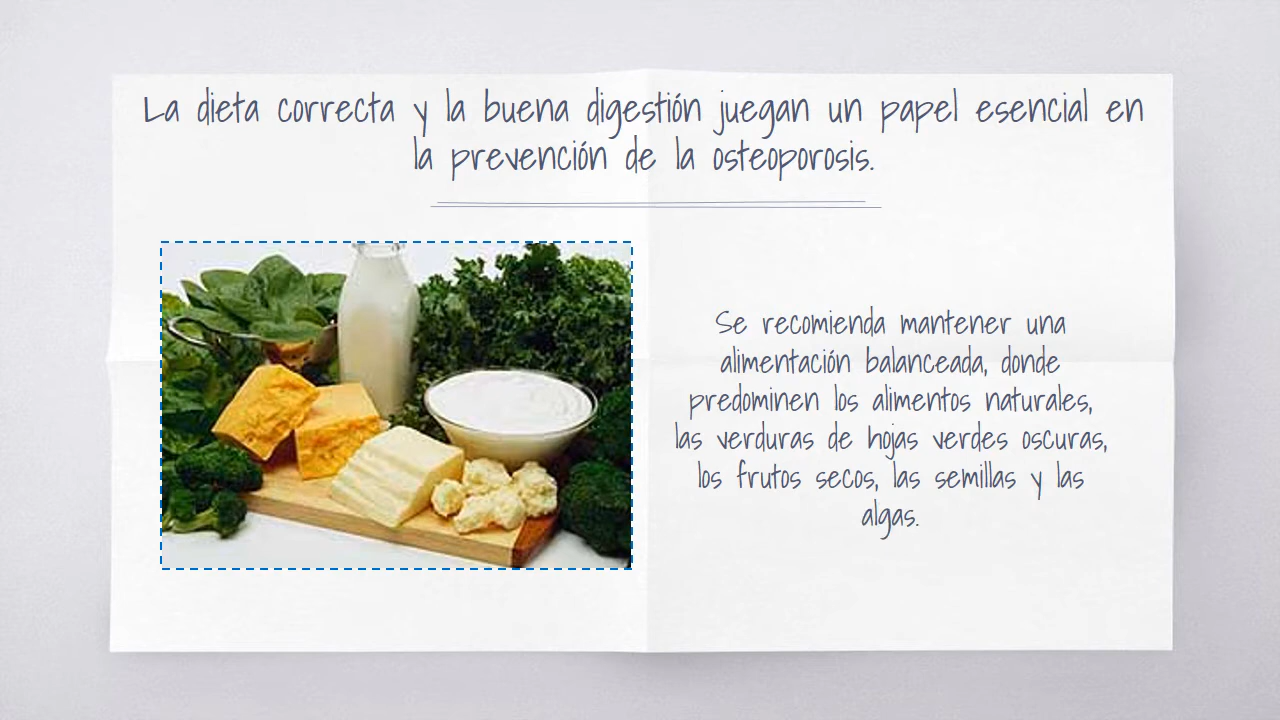 La dieta correcta y la buena digestión juegan un papel esencial en
la prevención de la osteoporosis.
Se recomienda mantener una
alimentación balanceada, donde
predominen los alimentos naturales,
las verduras de hojas verdes oscuras,
los frutos secos, las semillas y las
algas.